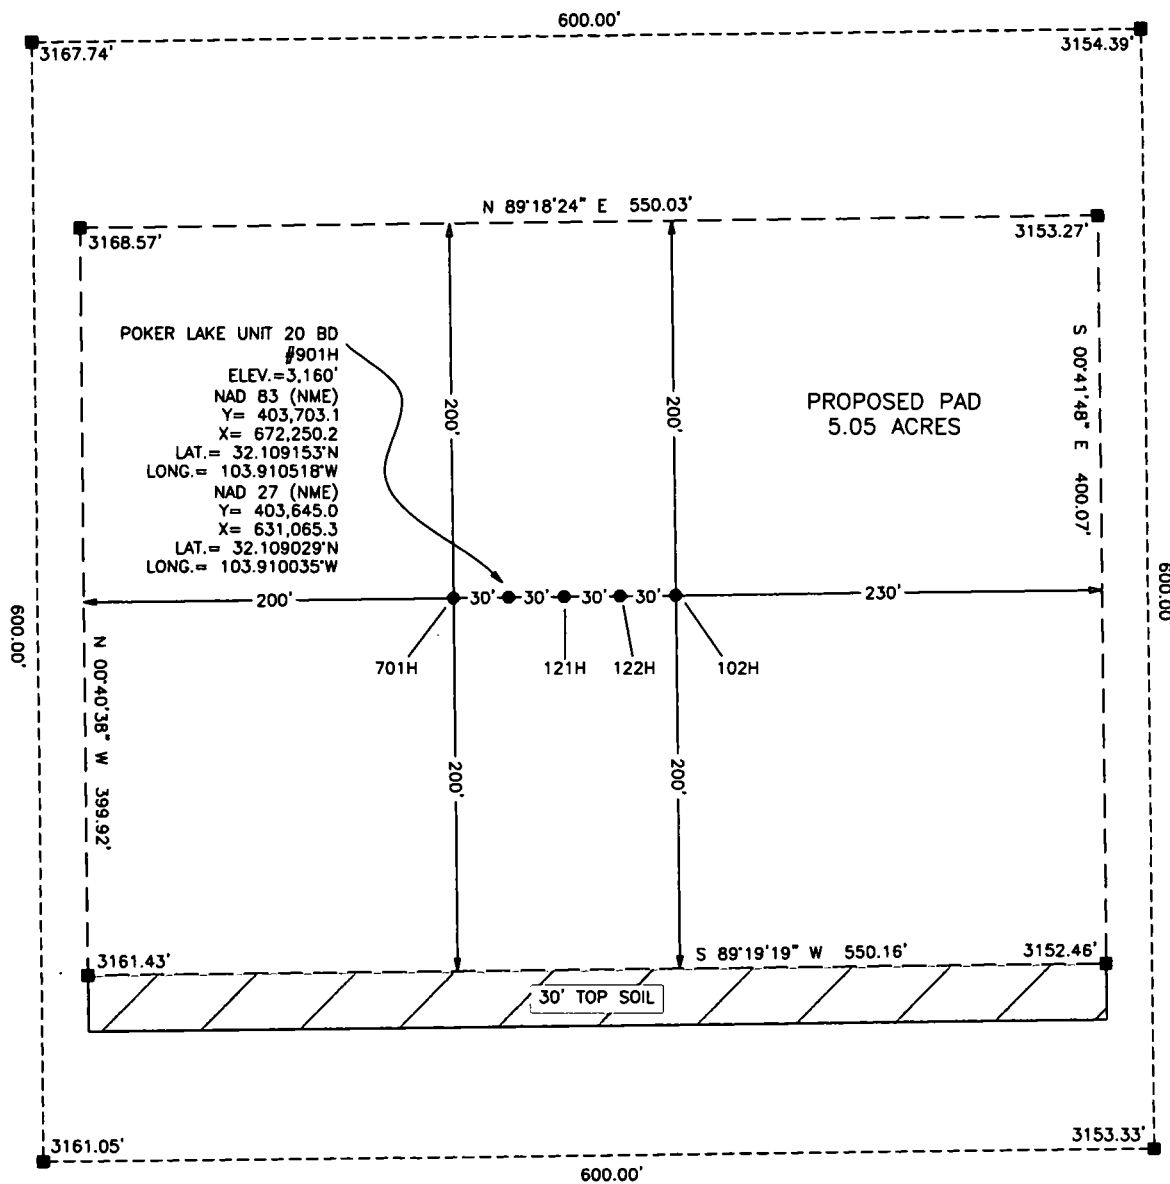 600.00'
3167.74'
3154.39'
N 89°18'24" E 550.03'
3168.57'
3153.27'
POKER LAKE UNIT 20 BD
#901H
ELEV.=3,160'
NAD 83 (NME)
Y= 403,703.1
X= 672,250.2
LAT.= 32.109153°N
LONG.= 103.910518°W
NAD 27 (NME)
Y= 403,645.0
X= 631,065.3
LAT.= 32.109029°N
LONG.= 103.910035°W
200'
200'
PROPOSED PAD
5.05 ACRES
S 00°41'48" E 400.07'
200'
30'
30'
30'
30'
230'
600.00'
600.00'
701H
121H
122H
102H
N 00°40'38" W 399.92'
200'
200'
S 89°19'19" W 550.16'
3161.43'
3152.46'
30' TOP SOIL
3161.05'
3153.33'
600.00'